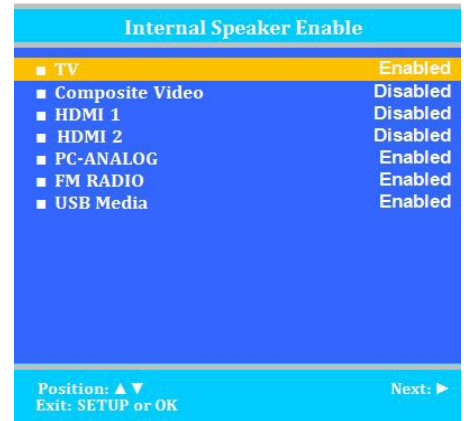 Internal Speaker Enable
■ TV Enabled
■ Composite Video Disabled
■ HDMI 1 Disabled
■ HDMI 2 Disabled
■ PC-ANALOG Enabled
■ FM RADIO Enabled
■ USB Media Enabled
Position: ▲▼ Next: ►
Exit: SETUP or OK